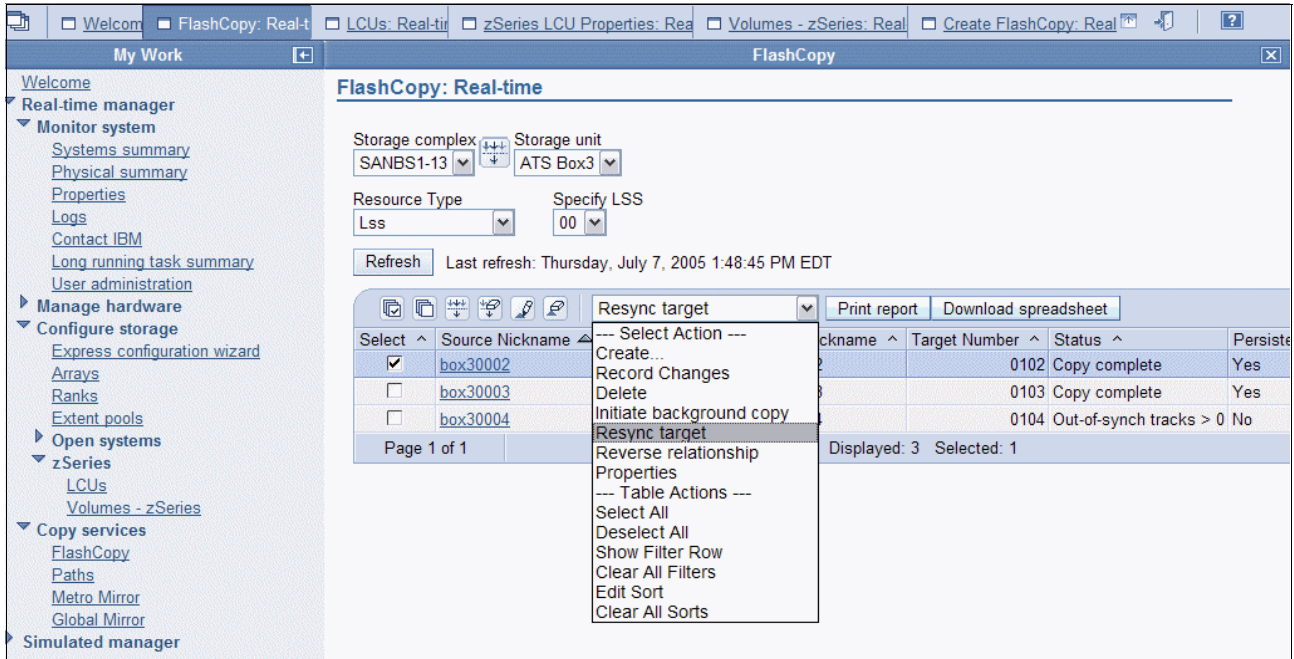 Welcom FlashCopy: Real-t LCUs: Real-tir zSeries LCU Properties: Rea Volumes - zSeries: Real Create FlashCopy: Real ?
My Work
FlashCopy
Welcome
Real-time manager
Monitor system
Systems summary
Physical summary
Properties
Logs
Contact IBM
Long running task summary
User administration
Manage hardware
Configure storage
Express configuration wizard
Arrays
Ranks
Extent pools
Open systems
zSeries
LCUs
Volumes - zSeries
Copy services
FlashCopy
Paths
Metro Mirror
Global Mirror
Simulated manager
FlashCopy: Real-time
Storage complex Storage unit
SANBS1-13 ATS Box3
Resource Type Specify LSS
Lss 00
Refresh Last refresh: Thursday, July 7, 2005 1:48:45 PM EDT
Resync target Print report Download spreadsheet
Select Source Nickname ckname Target Number Status Persiste
box30002 2 0102 Copy complete Yes
box30003 3 0103 Copy complete Yes
box30004 4 0104 Out-of-synch tracks > 0 No
Page 1 of 1 Displayed: 3 Selected: 1
--- Select Action ---
Create...
Record Changes
Delete
Initiate background copy
Resync target
Reverse relationship
Properties
--- Table Actions ---
Select All
Deselect All
Show Filter Row
Clear All Filters
Edit Sort
Clear All Sorts